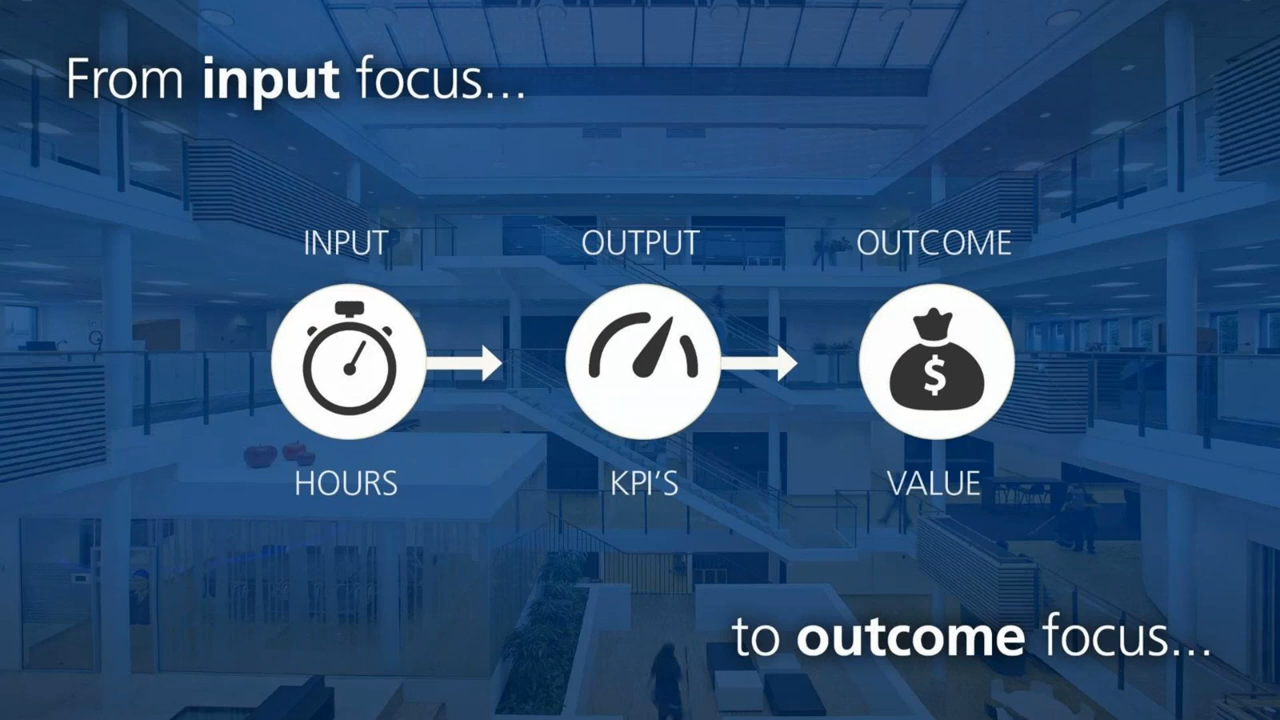 From input focus...
INPUT
OUTPUT
OUTCOME
$
HOURS
KPI’S
VALUE
to outcome focus...